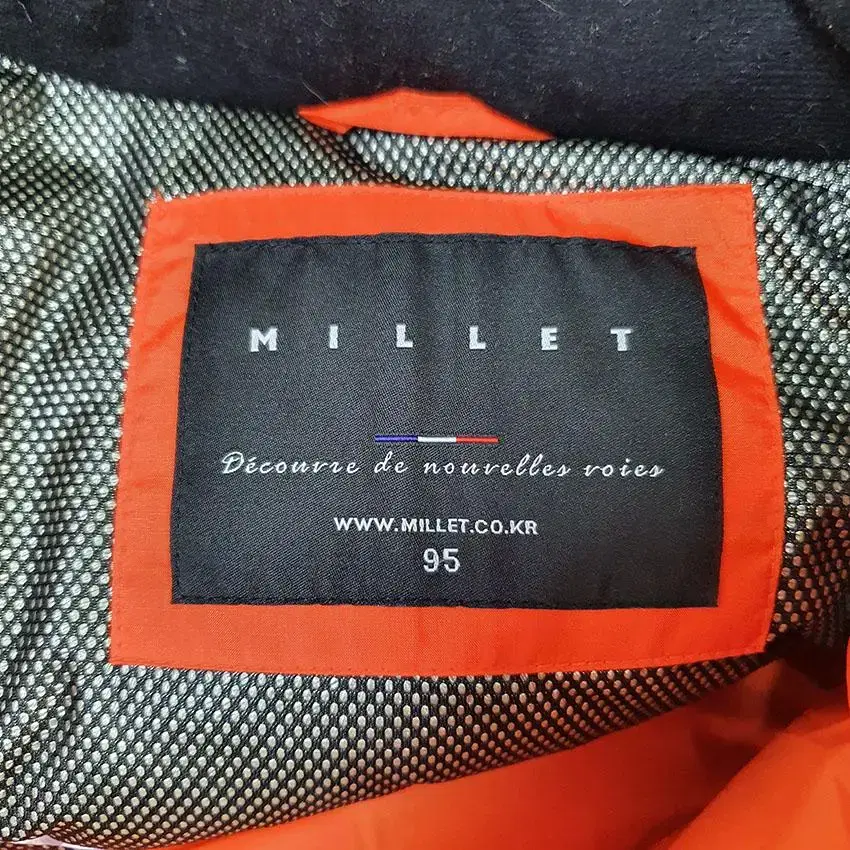 MILLET
Découvre de nouvelles voies
WWW.MILLET.CO.KR
95